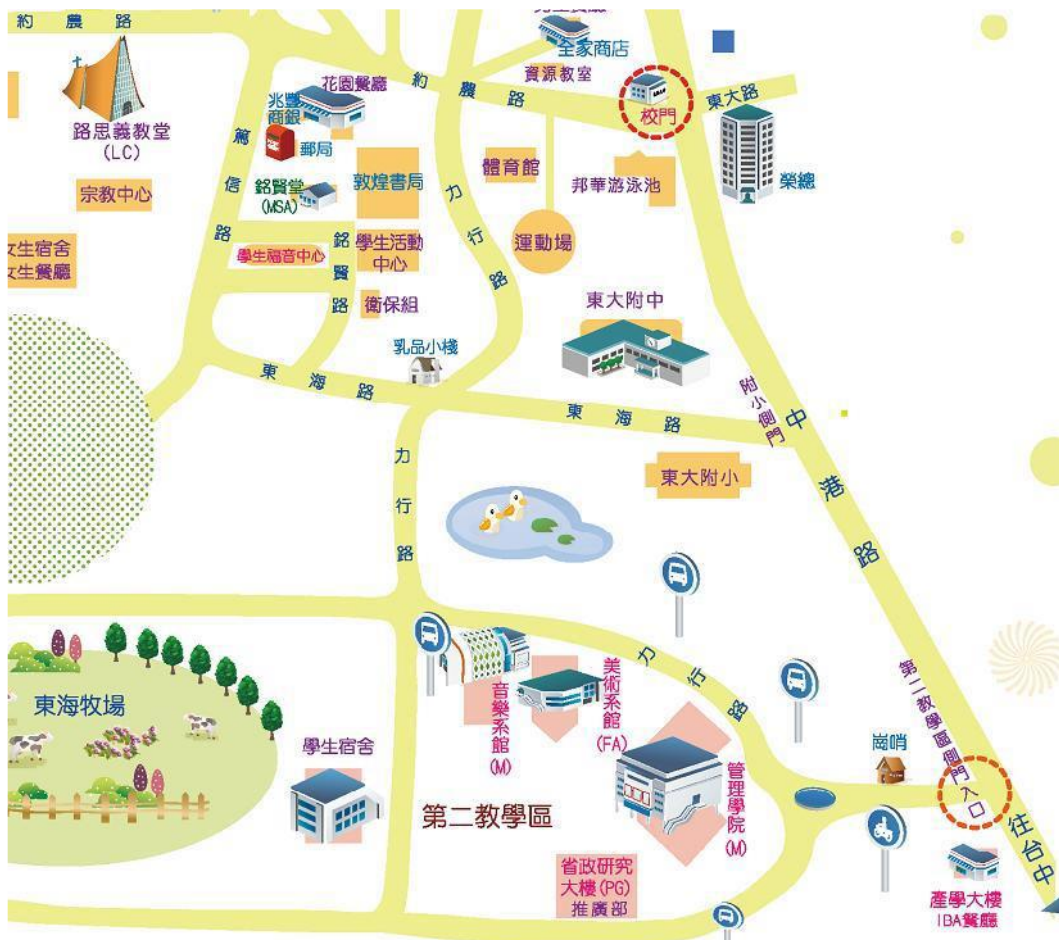 約農路
全家商店
資源教室
花園餐廳
約農路
校門
東大路
兆豐
商銀
郵局
路思義教堂
(LC)
宗教中心
篤信路
銘賢堂
(MSA)
敦煌書局
體育館
邦華游泳池
榮總
力行路
女生宿舍
女生餐廳
學生福音中心
銘賢路
學生活動
中心
運動場
衛保組
東大附中
乳品小棧
東海路
東海路
附小側門
中港路
力行路
東大附小
力行路
第二教學區側門入口
東海牧場
音樂系館(M)
美術系館(FA)
學生宿舍
第二教學區
管理學院(M)
崗哨
往台中
省政研究
大樓(PG)
推廣部
產學大樓
IBA餐廳